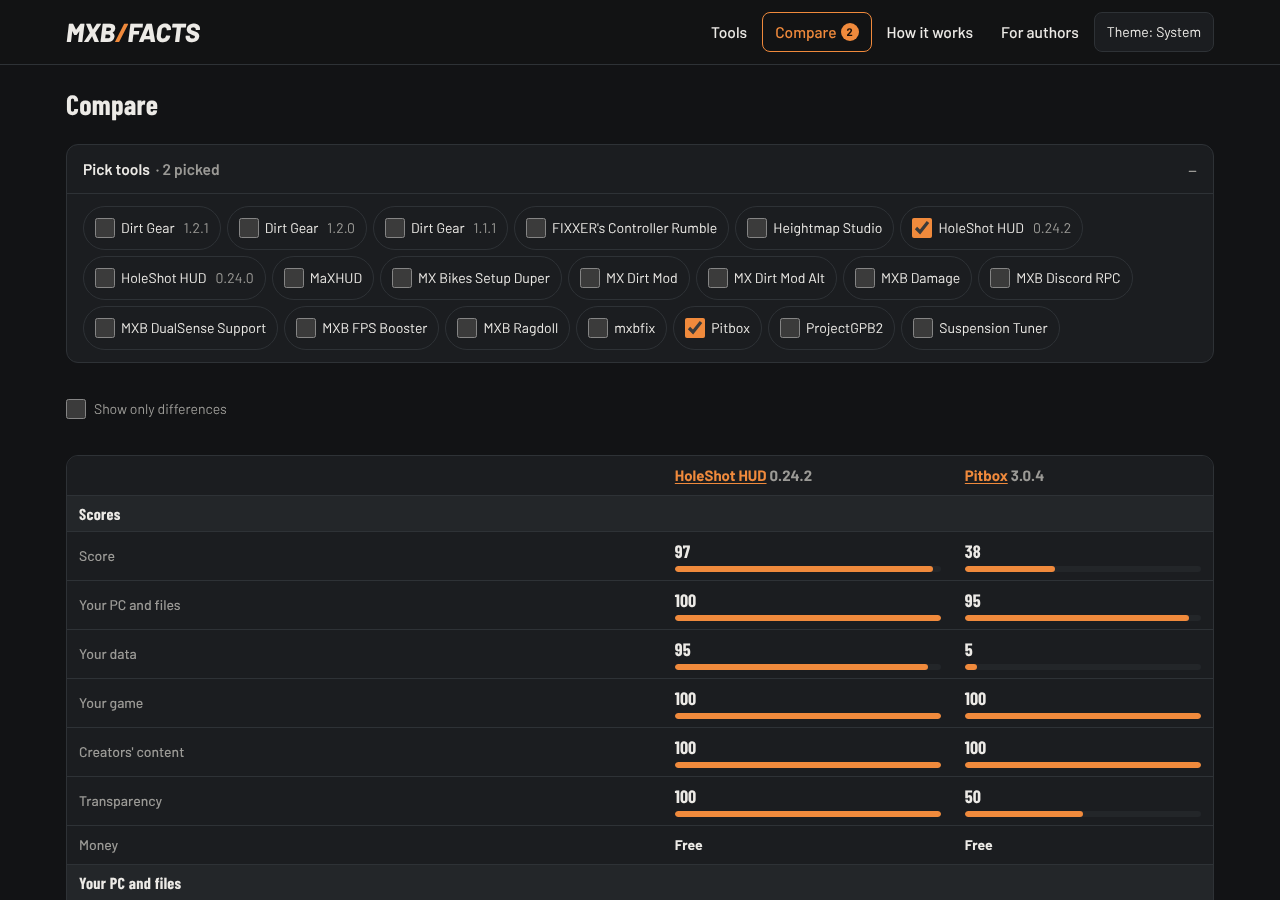 MXB/FACTS
Tools Compare 2 How it works For authors Theme: System
Compare
Pick tools · 2 picked –
Dirt Gear 1.2.1 Dirt Gear 1.2.0 Dirt Gear 1.1.1 FIXXER's Controller Rumble Heightmap Studio HoleShot HUD 0.24.2
HoleShot HUD 0.24.0 MaXHUD MX Bikes Setup Duper MX Dirt Mod MX Dirt Mod Alt MXB Damage MXB Discord RPC
MXB DualSense Support MXB FPS Booster MXB Ragdoll mxbfix Pitbox ProjectGPB2 Suspension Tuner
Show only differences
HoleShot HUD 0.24.2 Pitbox 3.0.4
Scores
Score 97 38
Your PC and files 100 95
Your data 95 5
Your game 100 100
Creators' content 100 100
Transparency 100 50
Money Free Free
Your PC and files